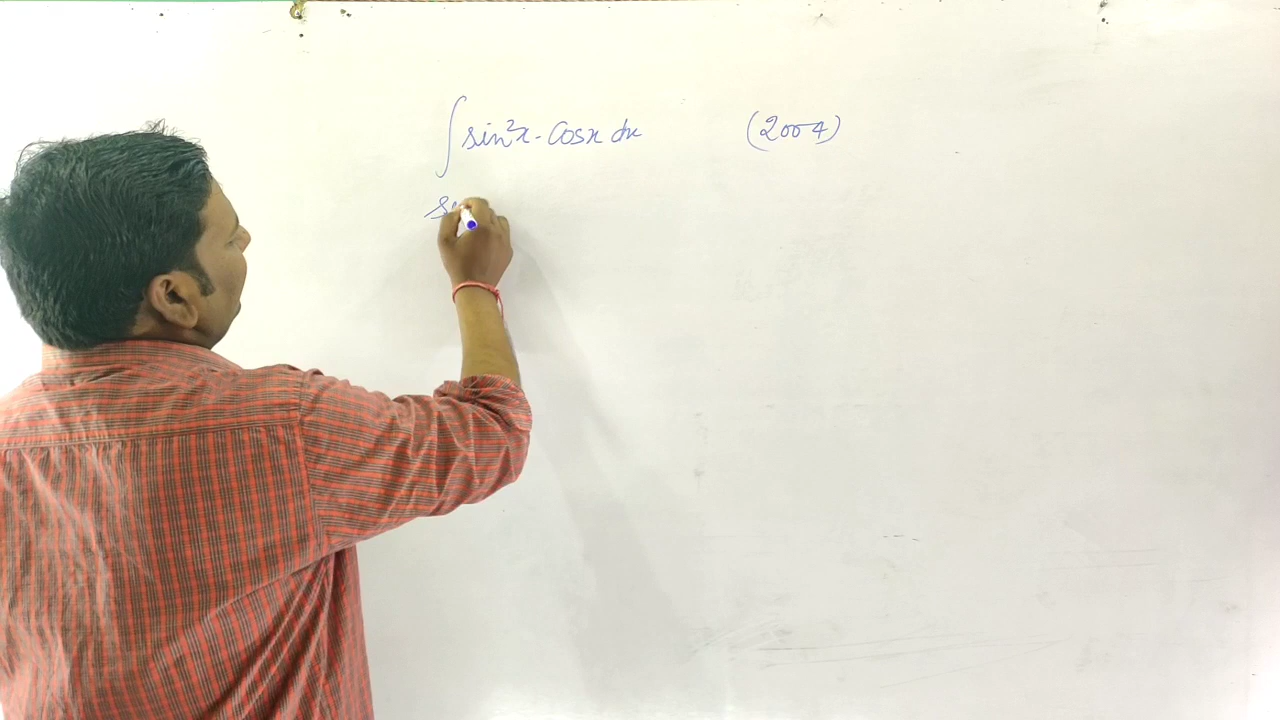 ∫ sin²x · cosx dx (2004)